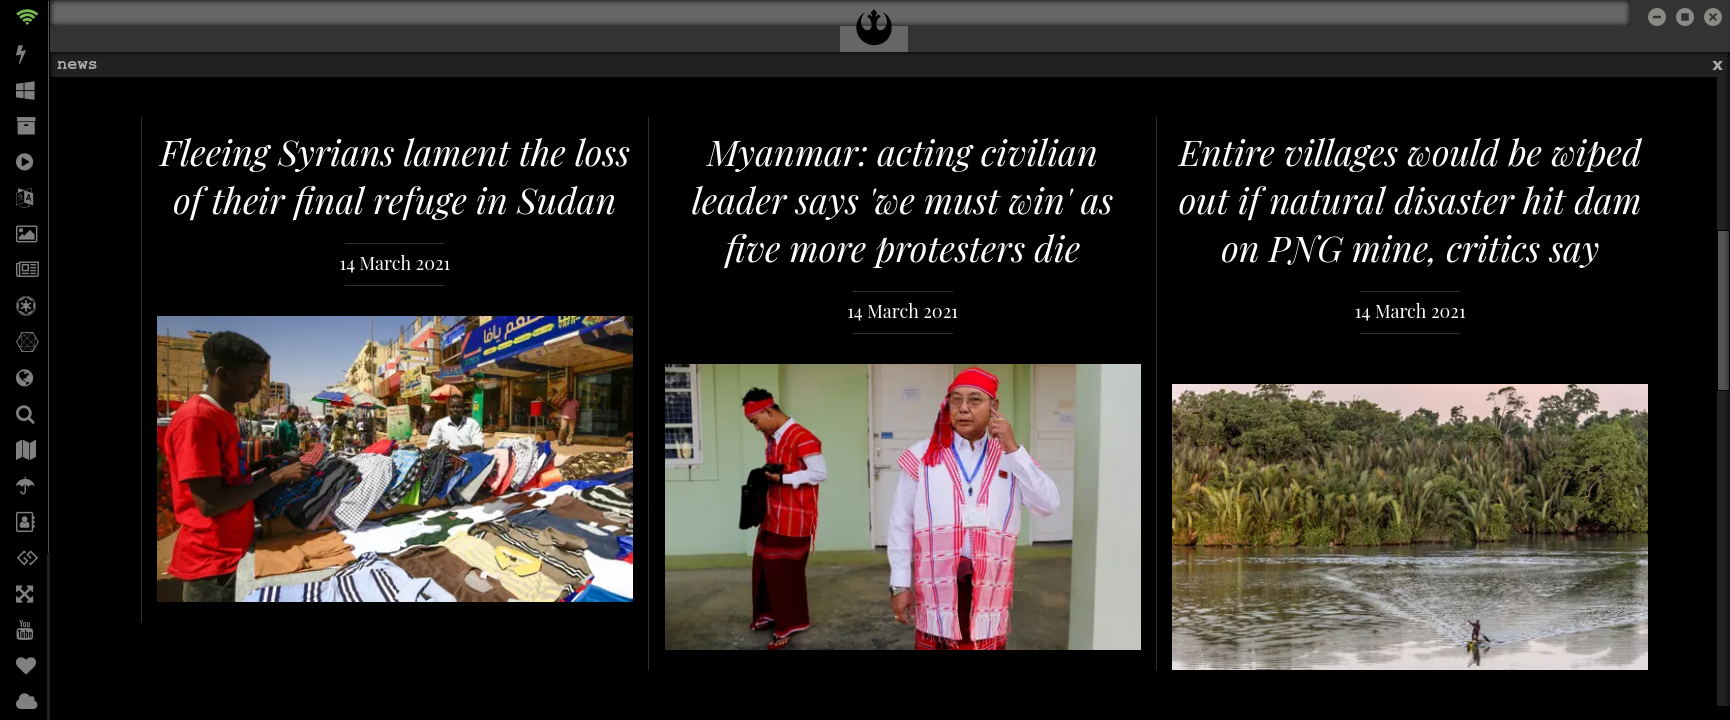 news
x
Fleeing Syrians lament the loss
of their final refuge in Sudan
14 March 2021
Myanmar: acting civilian
leader says 'we must win' as
five more protesters die
14 March 2021
Entire villages would be wiped
out if natural disaster hit dam
on PNG mine, critics say
14 March 2021
You
Tube